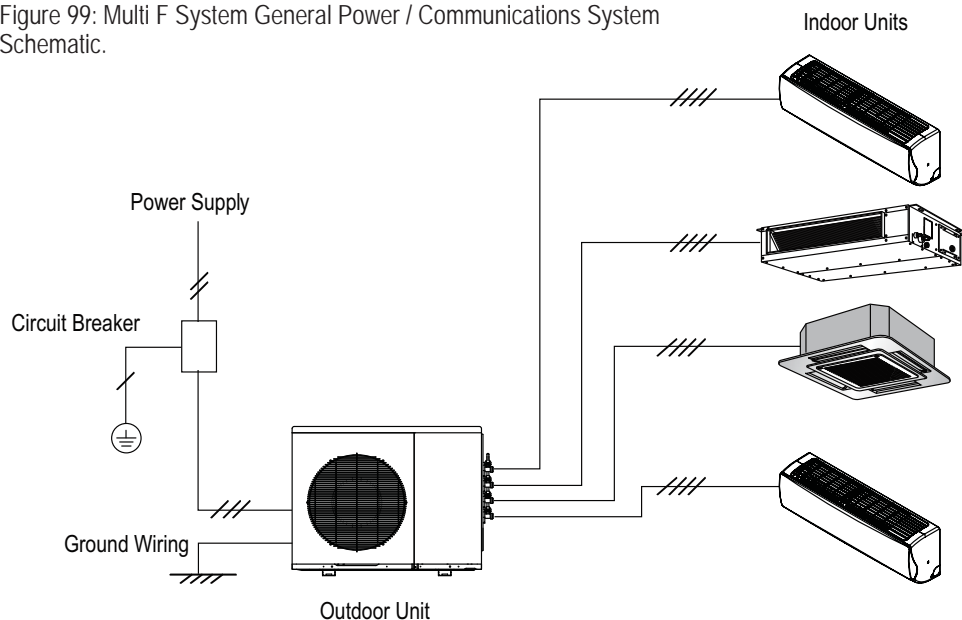 Figure 99: Multi F System General Power / Communications System
Schematic.
Indoor Units
Power Supply
Circuit Breaker
Ground Wiring
Outdoor Unit